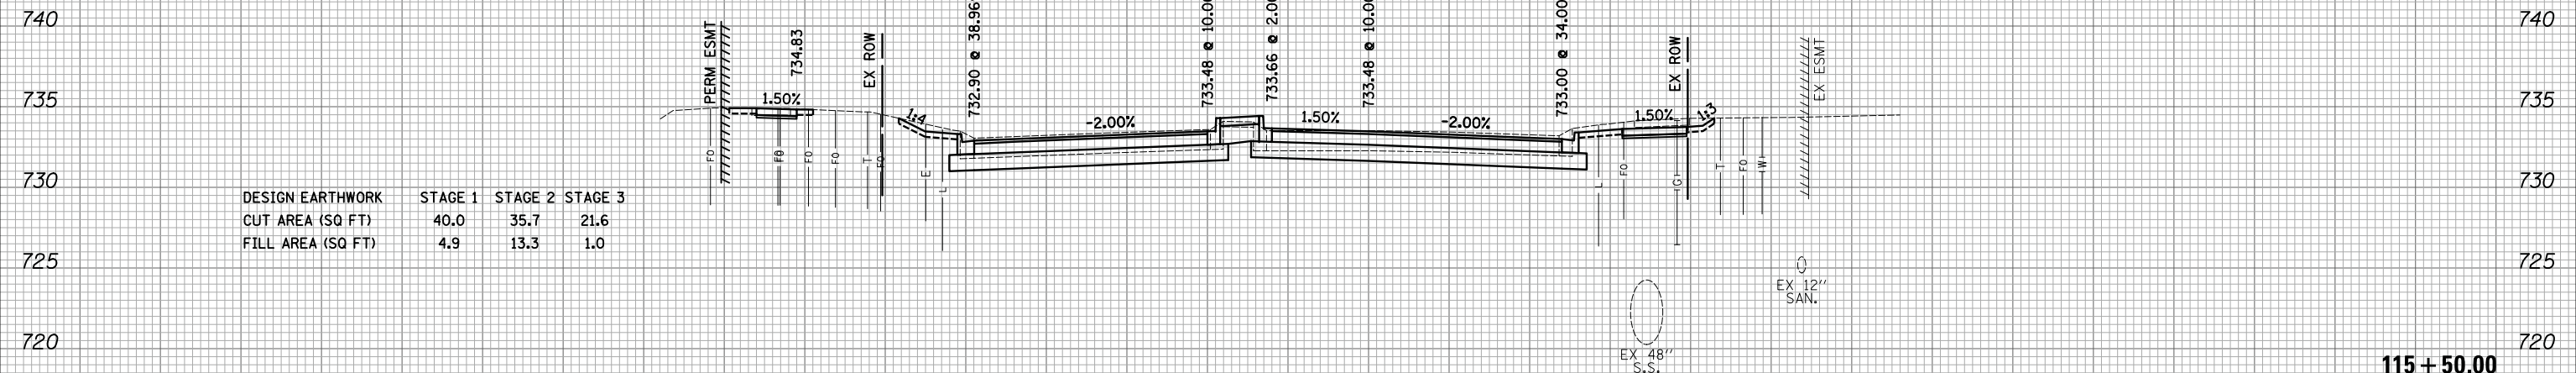 740
740
PERM ESMT
734.83
EX ROW
732.90 @ 38.96
733.48 @ 10.00
733.66 @ 2.00
733.48 @ 10.00
733.00 @ 34.00
EX ROW
EX ESMT
735
735
1.50%
1:4
-2.00%
1.50%
-2.00%
1.50%
1:3
FO
FO
FO
FO
T
FO
E
L
L
FO
G
T
FO
W
730
730
DESIGN EARTHWORK STAGE 1 STAGE 2 STAGE 3
CUT AREA (SQ FT) 40.0 35.7 21.6
FILL AREA (SQ FT) 4.9 13.3 1.0
725
725
EX 12"
SAN.
720
720
EX 48"
S.S.
115+50.00